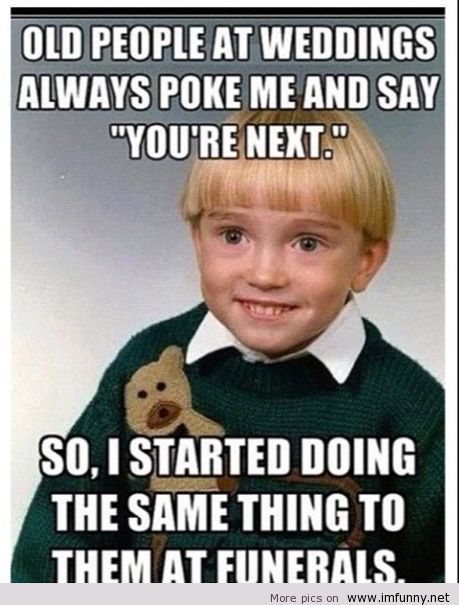 OLD PEOPLE AT WEDDINGS
ALWAYS POKE ME AND SAY
"YOU'RE NEXT."
SO, I STARTED DOING
THE SAME THING TO
THEM AT FUNERALS.
More pics on www.imfunny.net